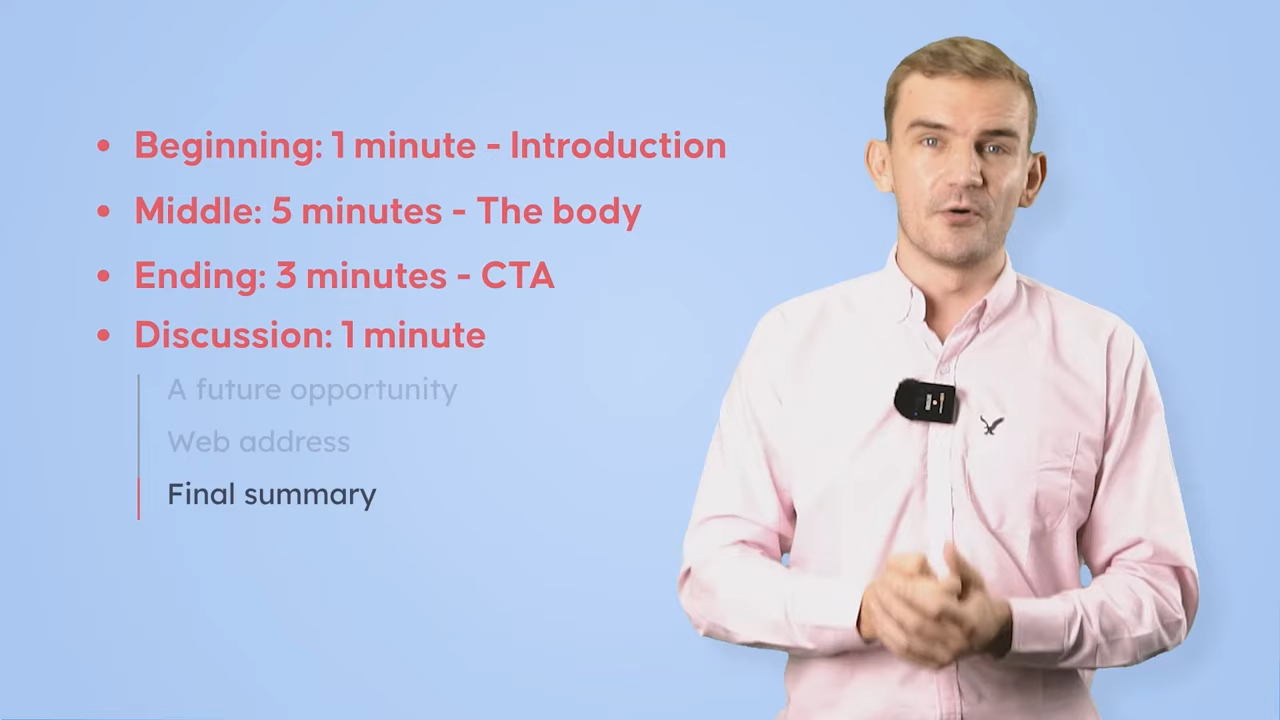 Beginning: 1 minute - Introduction
Middle: 5 minutes - The body
Ending: 3 minutes - CTA
Discussion: 1 minute
A future opportunity
Web address
Final summary